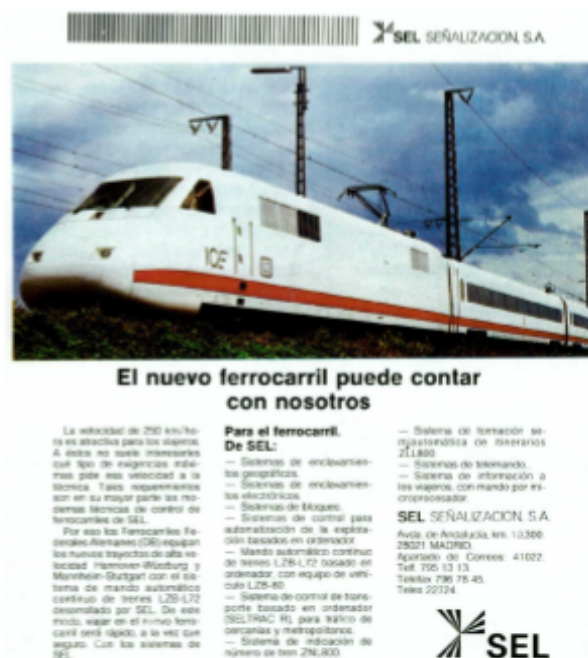 SEL SEÑALIZACION, S.A.
ICE
El nuevo ferrocarril puede contar
con nosotros
La velocidad de 250 km/ho-
ra es atractiva para los viajeros.
A éstos no suele interesarles
qué tipo de exigencias máxi-
mas pide esa velocidad a la
técnica. Tales requerimientos
son en su mayor parte las mo-
dernas técnicas de control de
ferrocarriles de SEL.
Por eso los Ferrocarriles Fe-
derales Alemanes (DB) equipan
los nuevos trayectos de alta ve-
locidad Hannover-Würzburg y
Mannheim-Stuttgart con el sis-
tema de mando automático
continuo de trenes LZB-L72
desarrollado por SEL. De este
modo, viajar en el nuevo ferro-
carril será rápido, a la vez que
seguro. Con los sistemas de
SEL.
Para el ferrocarril.
De SEL:
— Sistemas de enclavamien-
tos geográficos.
— Sistemas de enclavamien-
tos electrónicos.
— Sistemas de bloqueo.
— Sistemas de control para
automatización de la explota-
ción basados en ordenador.
— Mando automático continuo
de trenes LZB-L72 basado en
ordenador, con equipo de vehí-
culo LZB-80.
— Sistema de control de trans-
porte basado en ordenador
(SELTRAC R), para tráfico de
cercanías y metropolitanos.
— Sistema de indicación de
número de tren ZNL800.
— Sistema de formación se-
miautomática de itinerarios
ZLL800.
— Sistemas de telemando.
— Sistema de información a
los viajeros, con mando por mi-
croprocesador.
SEL SEÑALIZACION, S.A.
Avda. de Andalucía, km. 10,300.
28021 MADRID.
Apartado de Correos: 41022.
Telf. 795 13 13.
Telefax 796 78 45.
Telex 22724.
SEL